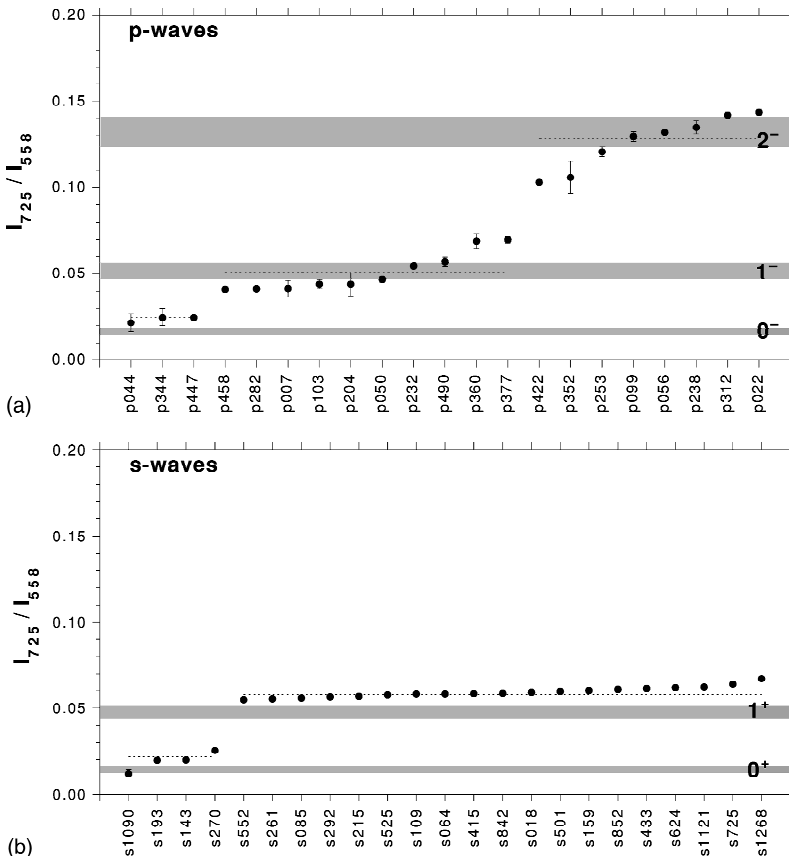 p-waves
0.20
0.15
0.10
0.05
0.00
I₇₂₅ / I₅₅₈
2⁻
1⁻
0⁻
p044 p344 p447 p458 p282 p007 p103 p204 p050 p232 p490 p360 p377 p422 p352 p253 p099 p056 p238 p312 p022
(a)
s-waves
0.20
0.15
0.10
0.05
0.00
I₇₂₅ / I₅₅₈
1⁺
0⁺
s1090 s193 s143 s270 s552 s261 s085 s292 s215 s525 s109 s064 s415 s842 s018 s501 s159 s852 s433 s624 s1121 s725 s1268
(b)